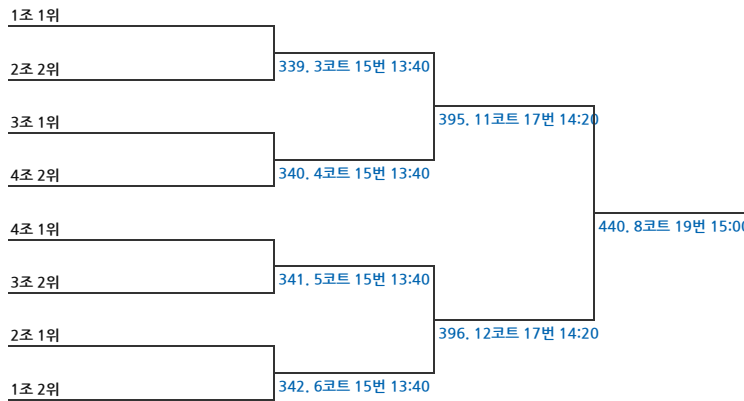 1조 1위
2조 2위
339. 3코트 15번 13:40
3조 1위
395. 11코트 17번 14:20
4조 2위
340. 4코트 15번 13:40
4조 1위
440. 8코트 19번 15:00
3조 2위
341. 5코트 15번 13:40
2조 1위
396. 12코트 17번 14:20
1조 2위
342. 6코트 15번 13:40